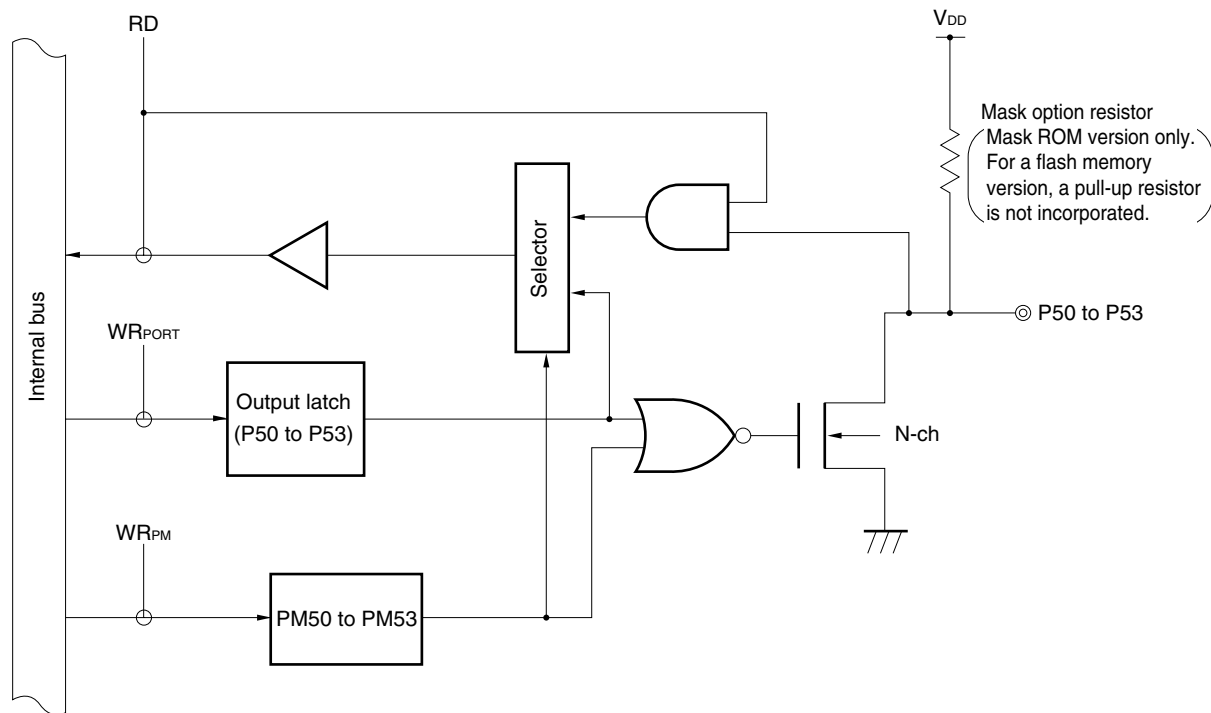 RD
VDD
Mask option resistor
Mask ROM version only.
For a flash memory
version, a pull-up resistor
is not incorporated.
Selector
Internal bus
P50 to P53
WRPORT
Output latch
(P50 to P53)
N-ch
WRPM
PM50 to PM53